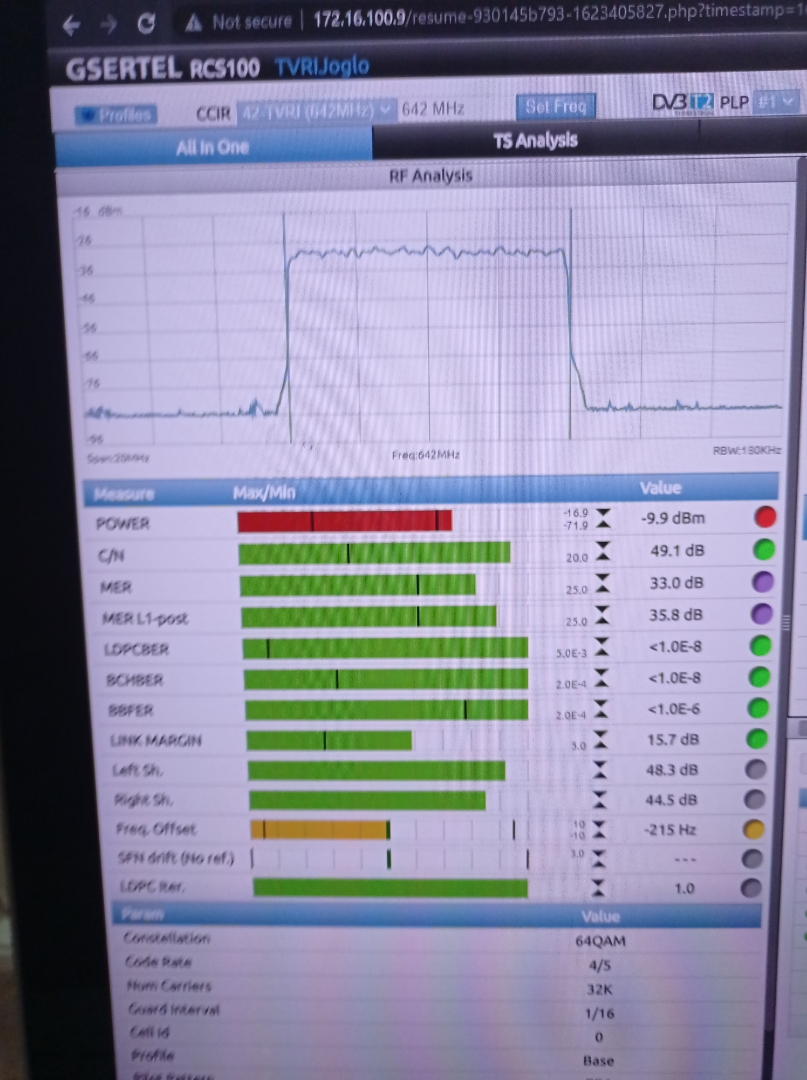 Not secure | 172.16.100.9/resume-930145b793-1623405827.php?timestamp=1
GSERTEL RCS100 TVRIJoglo
Profiles CCIR 42-TVRI (642MHz) 642 MHz Set Freq DVB T2 PLP #1
All In One TS Analysis
RF Analysis
-16 dBm
-26
-36
-46
-56
-66
-76
-96
Span:20MHz Freq:642MHz RBW:180KHz
Measure Max/Min Value
POWER -16.9 -71.9 -9.9 dBm
C/N 20.0 49.1 dB
MER 25.0 33.0 dB
MER L1-post 25.0 35.8 dB
LDPCBER 5.0E-3 <1.0E-8
BCHBER 2.0E-4 <1.0E-8
BBFER 2.0E-4 <1.0E-6
LINK MARGIN 3.0 15.7 dB
Left Sh. 48.3 dB
Right Sh. 44.5 dB
Freq. Offset 10 -10 -215 Hz
SFN drift (No ref.) 3.0 ---
LDPC Iter. 1.0
Param Value
Constellation 64QAM
Code Rate 4/5
Num Carriers 32K
Guard Interval 1/16
Cell Id 0
Profile Base